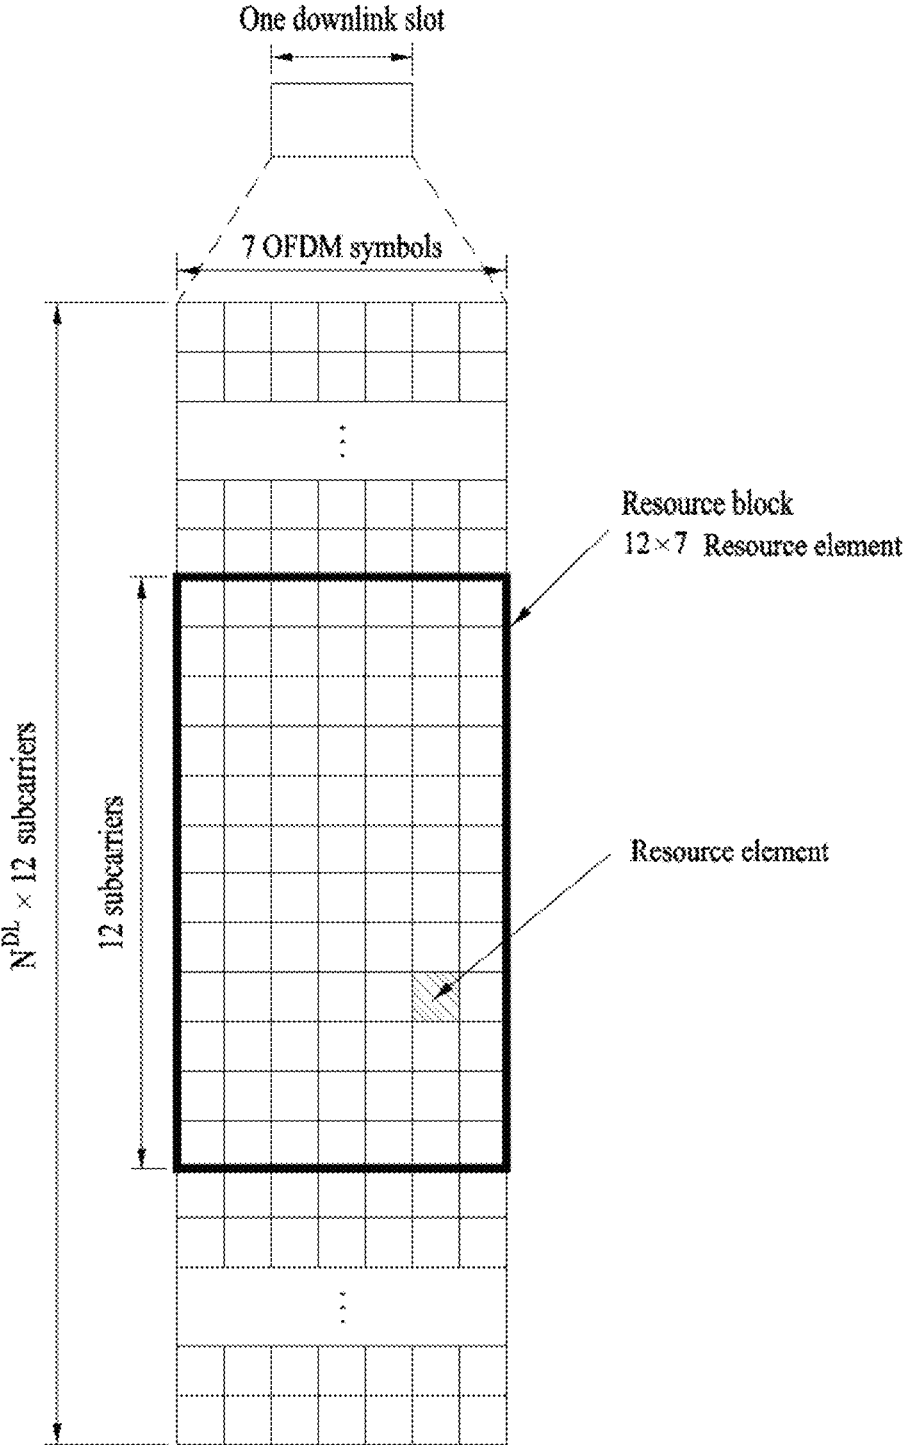 One downlink slot
7 OFDM symbols
Resource block
12×7 Resource element
Resource element
12 subcarriers
N^DL × 12 subcarriers